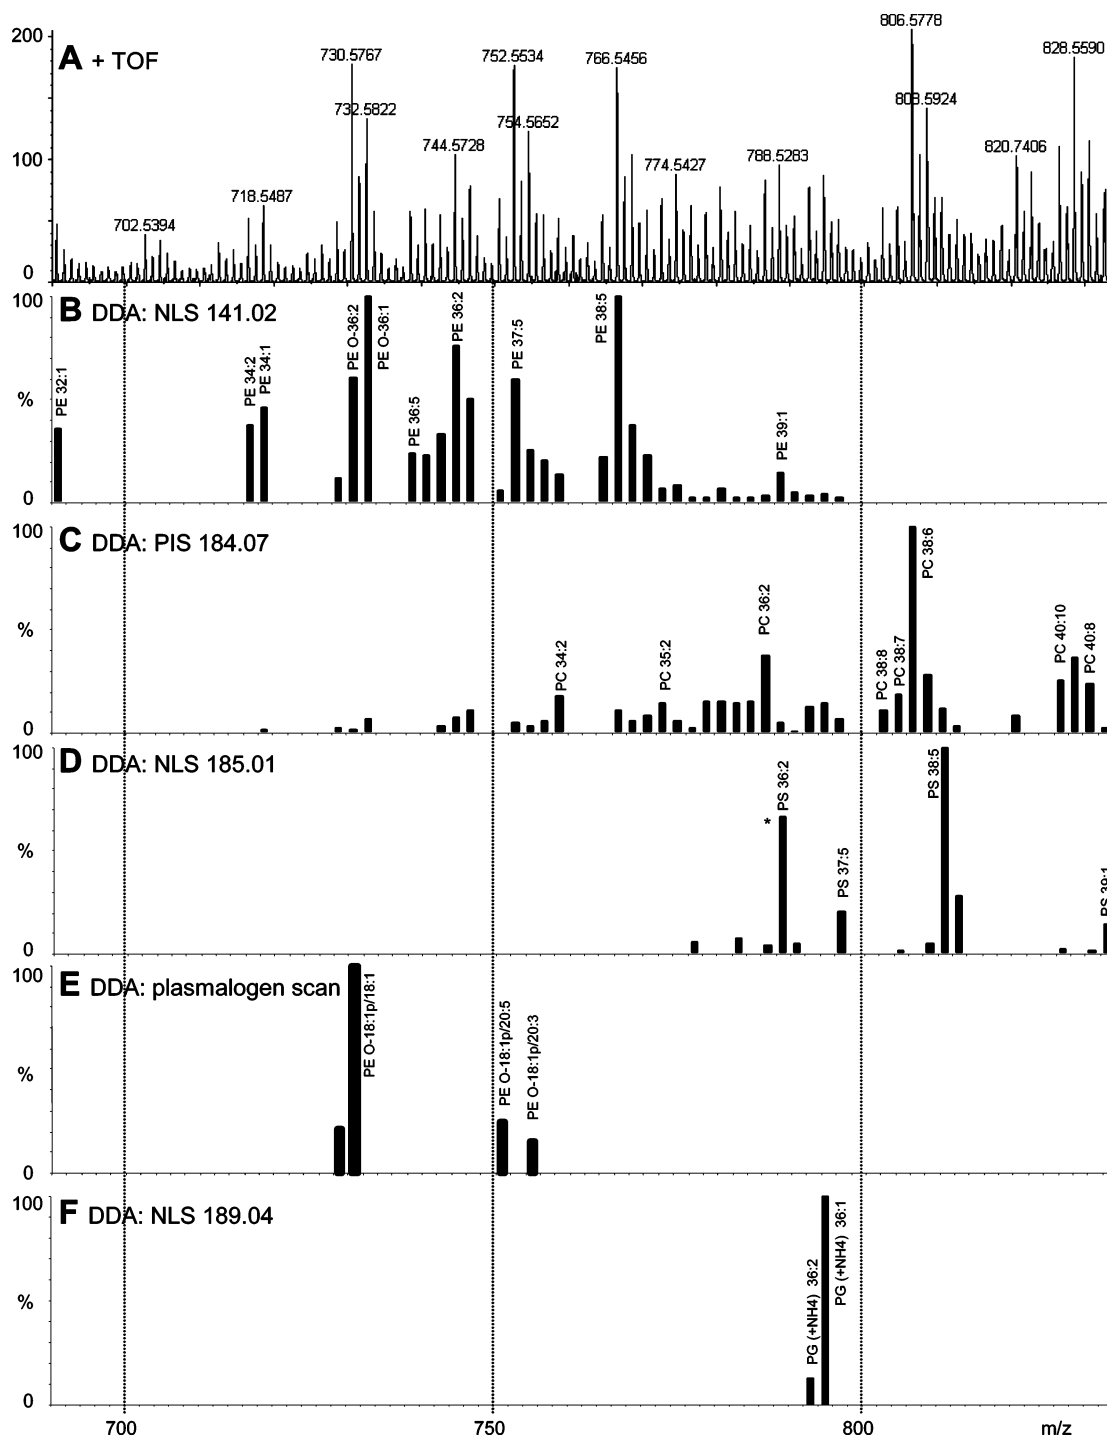 A + TOF
200
100
0
702.5394
718.5487
730.5767
732.5822
744.5728
752.5534
754.5652
766.5456
774.5427
788.5283
806.5778
808.5924
820.7406
828.5590
B DDA: NLS 141.02
100
%
0
PE 32:1
PE 34:2
PE 34:1
PE O-36:2
PE O-36:1
PE 36:5
PE 36:2
PE 37:5
PE 38:5
PE 39:1
C DDA: PIS 184.07
100
%
0
PC 34:2
PC 35:2
PC 36:2
PC 38:8
PC 38:7
PC 38:6
PC 40:10
PC 40:8
D DDA: NLS 185.01
100
%
0
*
PS 36:2
PS 37:5
PS 38:5
PS 39:1
E DDA: plasmalogen scan
100
%
0
PE O-18:1p/18:1
PE O-18:1p/20:5
PE O-18:1p/20:3
F DDA: NLS 189.04
100
%
0
PG (+NH4) 36:2
PG (+NH4) 36:1
700
750
800
m/z